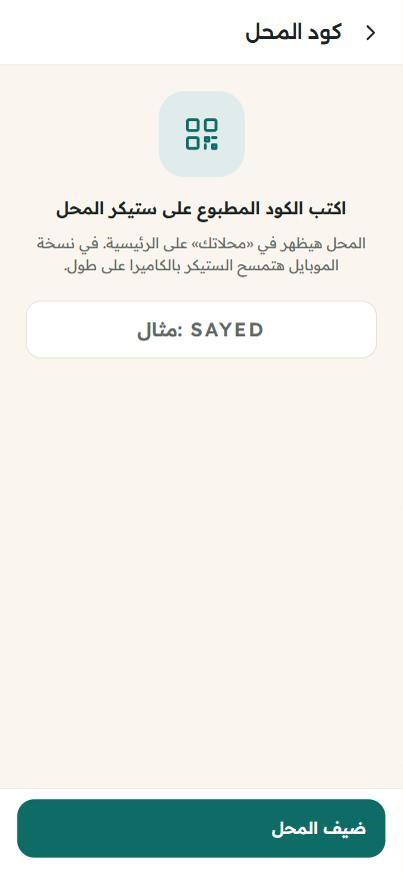 كود المحل
اكتب الكود المطبوع على ستيكر المحل
المحل هيظهر في «محلاتك» على الرئيسية. في نسخة
الموبايل هتمسح الستيكر بالكاميرا على طول.
مثال: SAYED
ضيف المحل